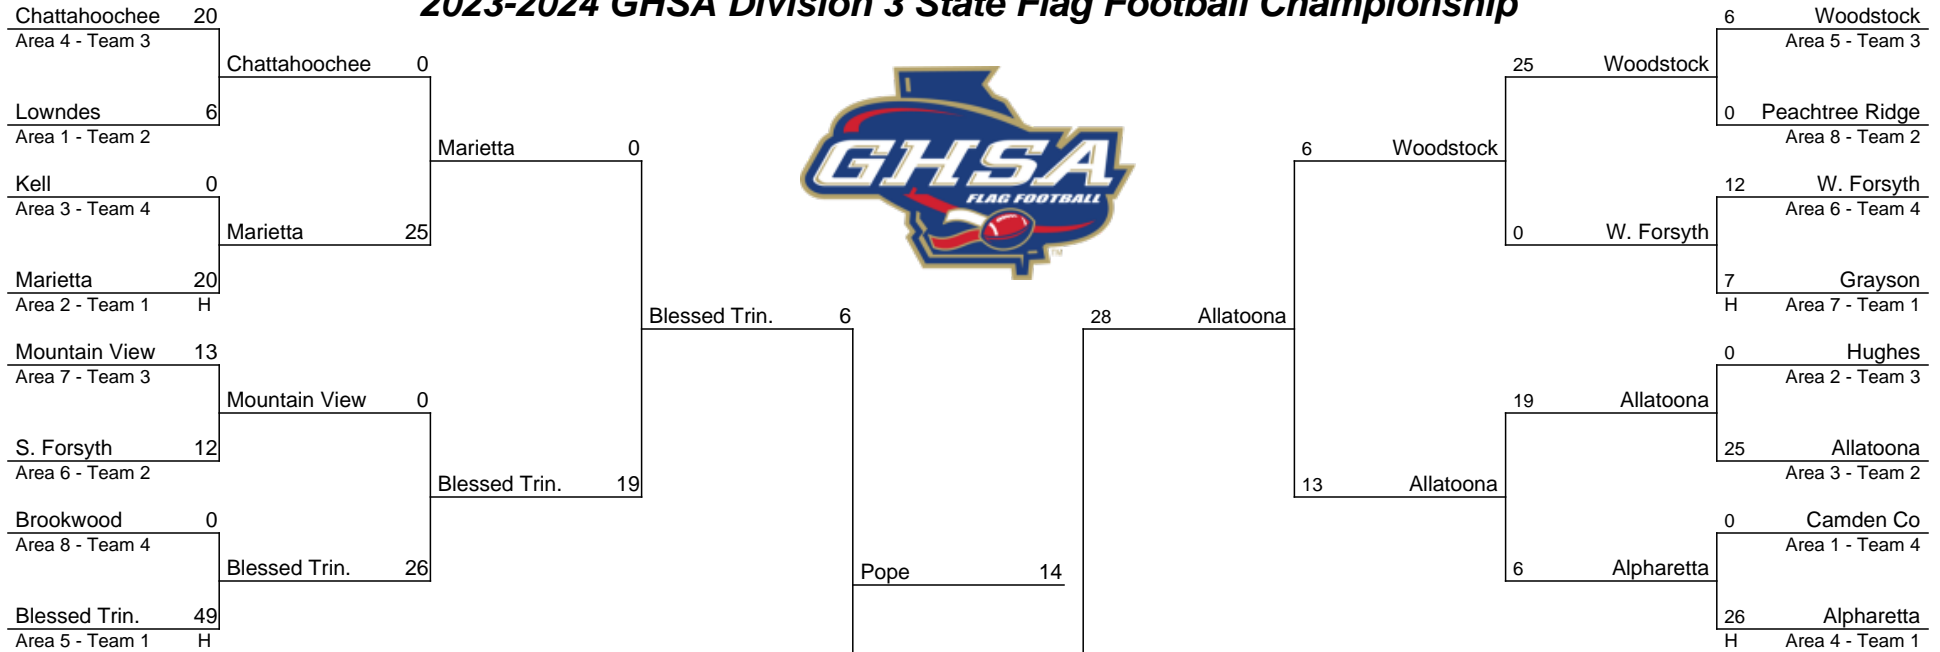 2023-2024 GHSA Division 3 State Flag Football Championship
Chattahoochee 20
Area 4 - Team 3
Chattahoochee 0
Lowndes 6
Area 1 - Team 2
Marietta 0
Kell 0
Area 3 - Team 4
Marietta 25
Marietta 20
Area 2 - Team 1 H
Blessed Trin. 6
Mountain View 13
Area 7 - Team 3
Mountain View 0
S. Forsyth 12
Area 6 - Team 2
Blessed Trin. 19
Brookwood 0
Area 8 - Team 4
Blessed Trin. 26
Blessed Trin. 49
Area 5 - Team 1 H
Pope 14
GHSA
FLAG FOOTBALL
TM
6 Woodstock
Area 5 - Team 3
25 Woodstock
0 Peachtree Ridge
Area 8 - Team 2
6 Woodstock
12 W. Forsyth
Area 6 - Team 4
0 W. Forsyth
7 Grayson
H Area 7 - Team 1
28 Allatoona
0 Hughes
Area 2 - Team 3
19 Allatoona
25 Allatoona
Area 3 - Team 2
13 Allatoona
0 Camden Co
Area 1 - Team 4
6 Alpharetta
26 Alpharetta
H Area 4 - Team 1